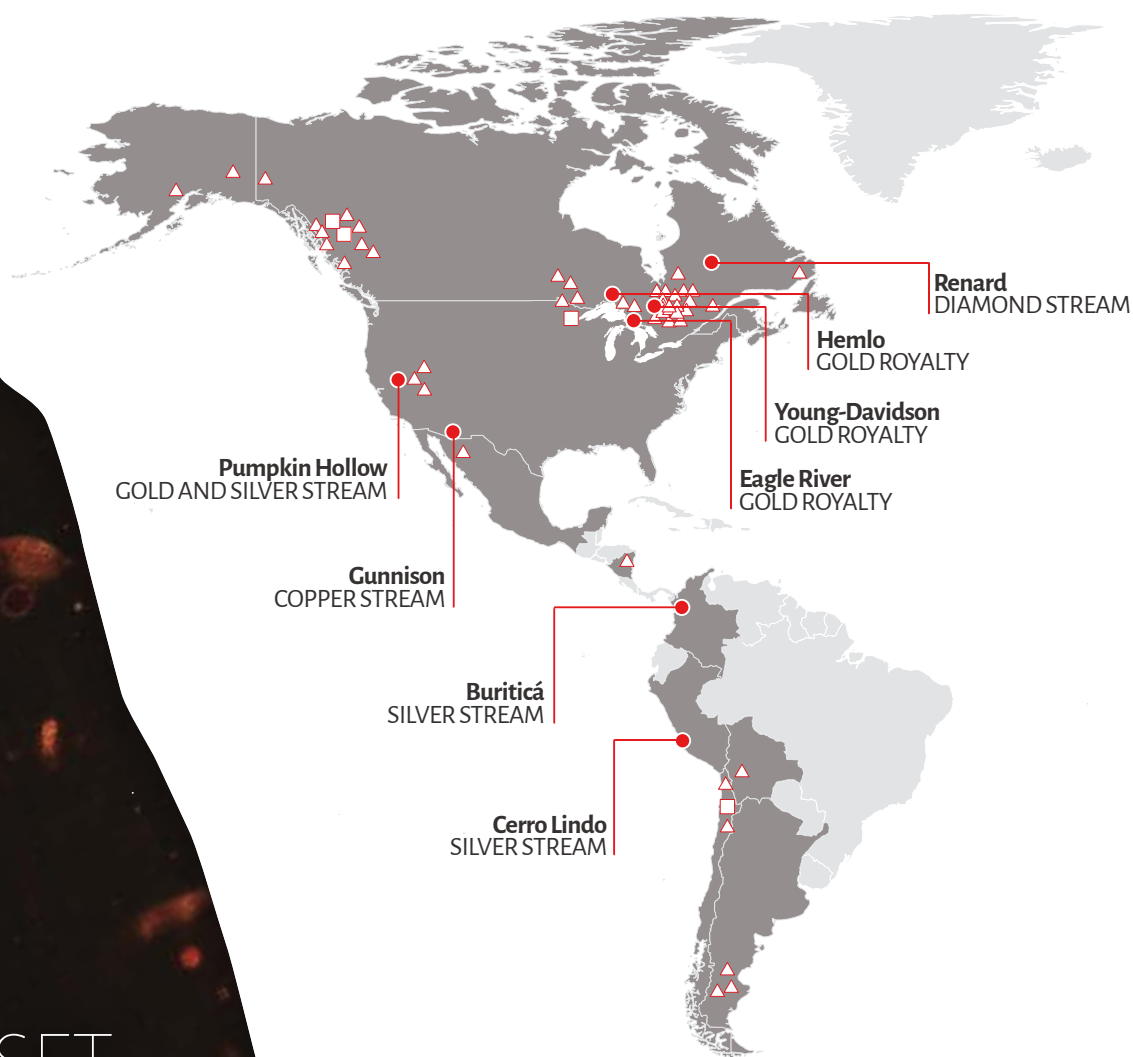 Renard
DIAMOND STREAM
Hemlo
GOLD ROYALTY
Young-Davidson
GOLD ROYALTY
Pumpkin Hollow
GOLD AND SILVER STREAM
Eagle River
GOLD ROYALTY
Gunnison
COPPER STREAM
Buriticá
SILVER STREAM
Cerro Lindo
SILVER STREAM